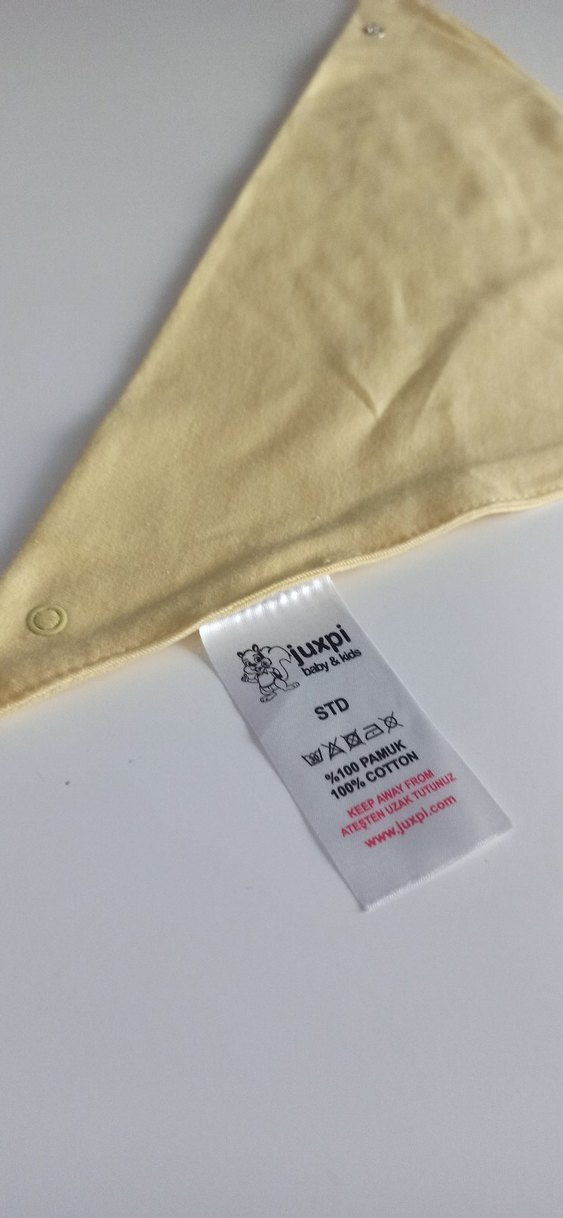 juxpi
baby & kids
STD
%100 PAMUK
100% COTTON
KEEP AWAY FROM
ATEŞTEN UZAK TUTUNUZ
www.juxpi.com